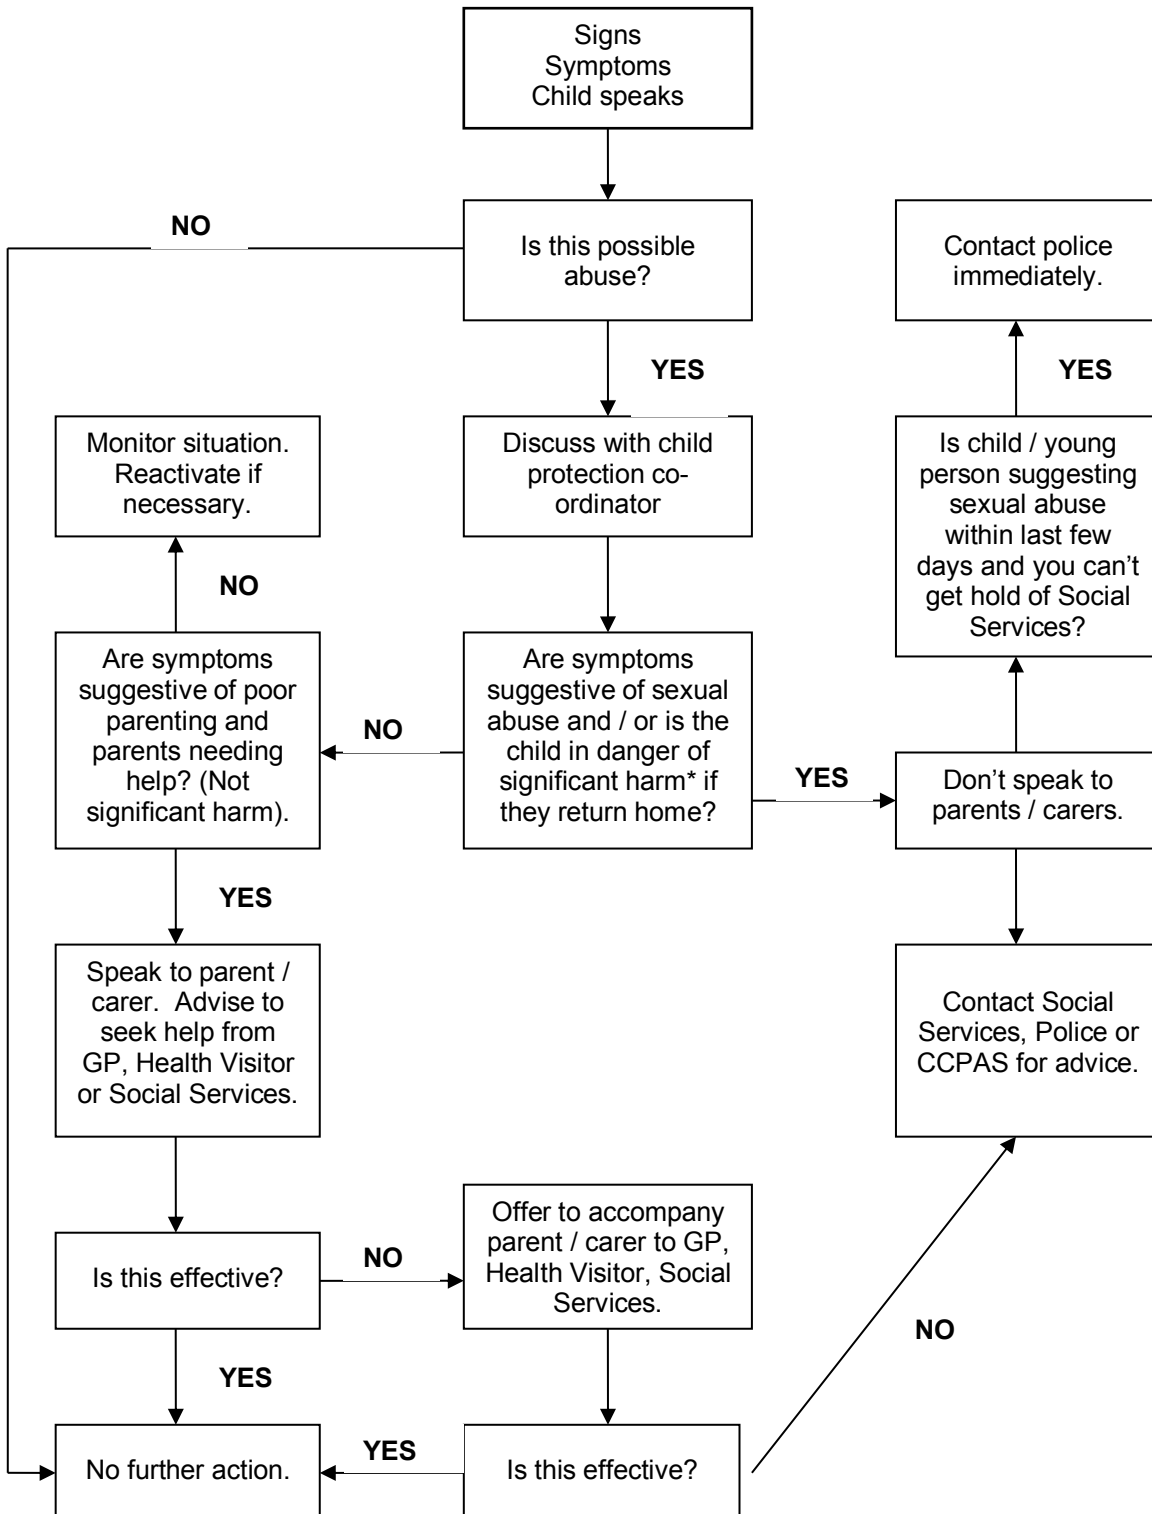 Signs
Symptoms
Child speaks
NO
Is this possible
abuse?
Contact police
immediately.
YES
YES
Monitor situation.
Reactivate if
necessary.
Discuss with child
protection co-
ordinator
Is child / young
person suggesting
sexual abuse
within last few
days and you can’t
get hold of Social
Services?
NO
Are symptoms
suggestive of poor
parenting and
parents needing
help? (Not
significant harm).
NO
Are symptoms
suggestive of sexual
abuse and / or is the
child in danger of
significant harm* if
they return home?
YES
Don’t speak to
parents / carers.
YES
Speak to parent /
carer. Advise to
seek help from
GP, Health Visitor
or Social Services.
Contact Social
Services, Police or
CCPAS for advice.
Is this effective?
NO
Offer to accompany
parent / carer to GP,
Health Visitor, Social
Services.
NO
YES
No further action.
YES
Is this effective?